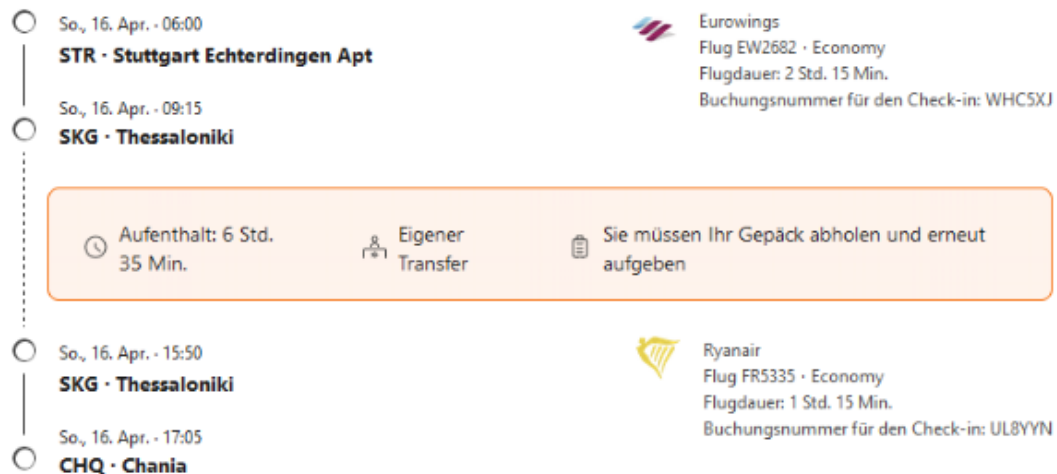 So., 16. Apr. · 06:00
STR · Stuttgart Echterdingen Apt
Eurowings
Flug EW2682 · Economy
Flugdauer: 2 Std. 15 Min.
Buchungsnummer für den Check-in: WHC5XJ
So., 16. Apr. · 09:15
SKG · Thessaloniki
Aufenthalt: 6 Std.
35 Min.
Eigener
Transfer
Sie müssen Ihr Gepäck abholen und erneut
aufgeben
So., 16. Apr. · 15:50
SKG · Thessaloniki
Ryanair
Flug FR5335 · Economy
Flugdauer: 1 Std. 15 Min.
Buchungsnummer für den Check-in: UL8YYN
So., 16. Apr. · 17:05
CHQ · Chania